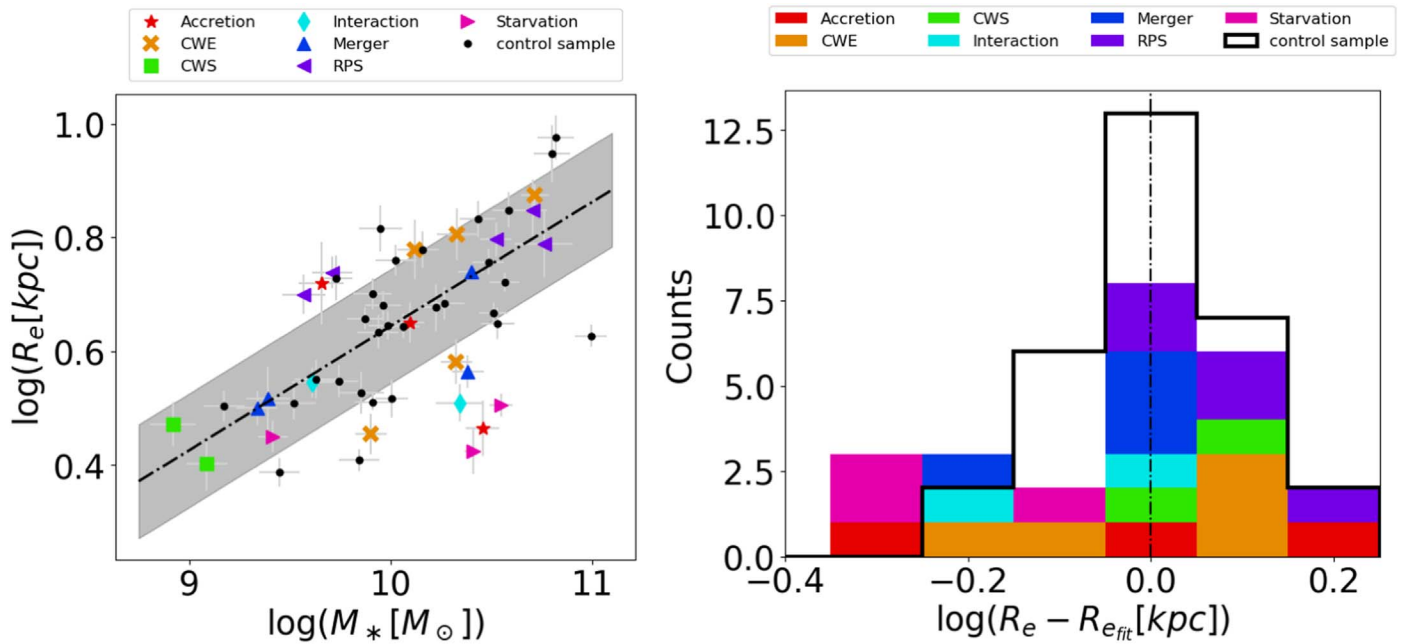 Accretion Interaction Starvation
CWE Merger control sample
CWS RPS
1.0
0.8
0.6
0.4
log(R_e[kpc])
9 10 11
log(M_*[M_⊙])
Accretion CWS Merger Starvation
CWE Interaction RPS control sample
12.5
10.0
7.5
5.0
2.5
0.0
Counts
−0.4 −0.2 0.0 0.2
log(R_e − R_{e_{fit}}[kpc])